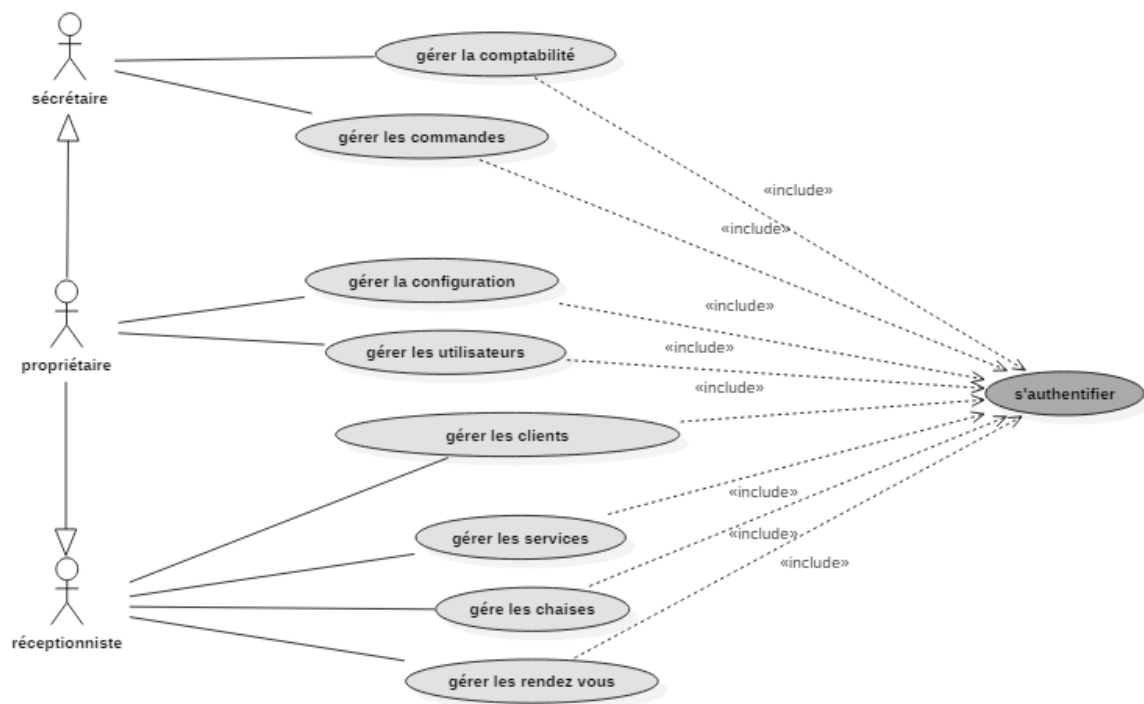 sécrétaire
gérer la comptabilité
gérer les commandes
«include»
«include»
propriétaire
gérer la configuration
«include»
gérer les utilisateurs
«include»
«include»
s'authentifier
gérer les clients
réceptionniste
gérer les services
«include»
gére les chaises
«include»
gérer les rendez vous
«include»